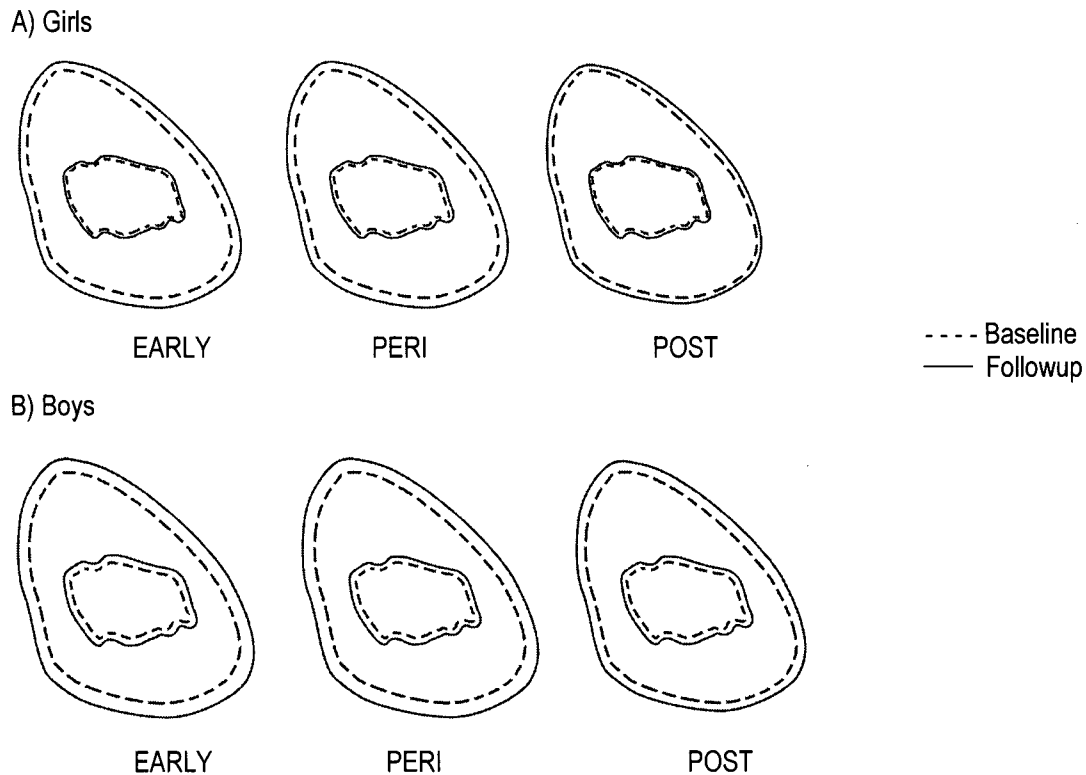 A) Girls
EARLY PERI POST
Baseline
Followup
B) Boys
EARLY PERI POST